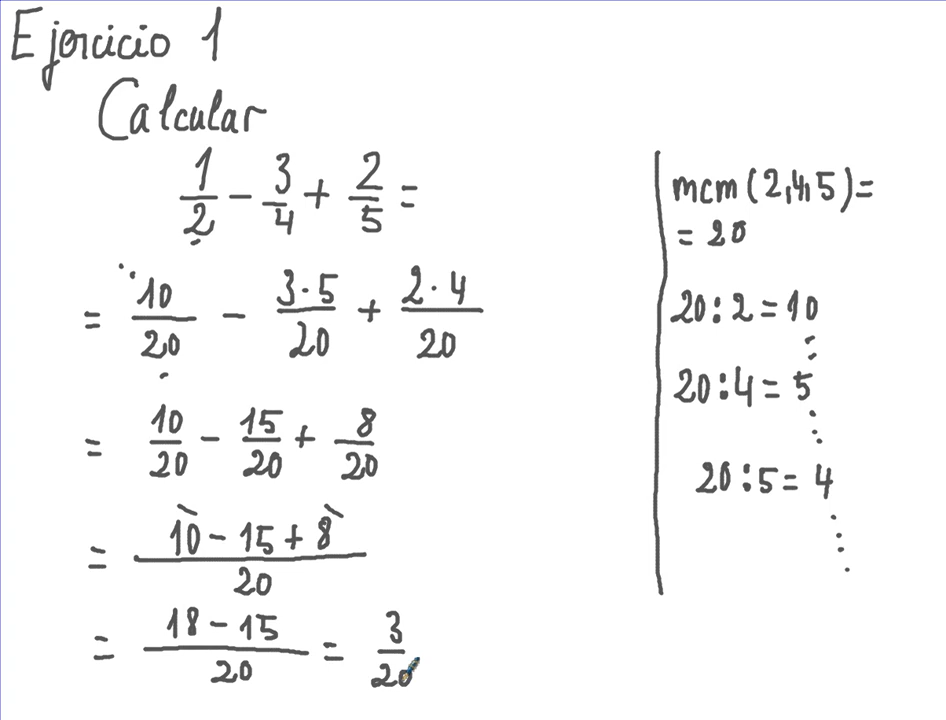 Ejercicio 1
Calcular
1/2 - 3/4 + 2/5 =
= 10/20 - 3·5/20 + 2·4/20
= 10/20 - 15/20 + 8/20
= 10 - 15 + 8 / 20
= 18 - 15 / 20 = 3/20
mcm (2,4,5) =
= 20
20 : 2 = 10
20 : 4 = 5
20 : 5 = 4